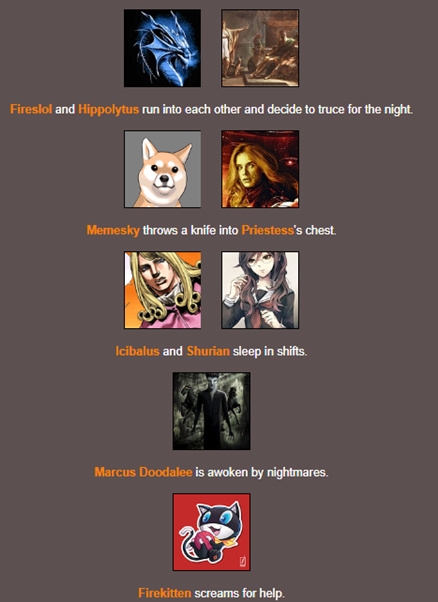 Fireslol and Hippolytus run into each other and decide to truce for the night.
Memesky throws a knife into Priestess's chest.
Icibalus and Shurian sleep in shifts.
Marcus Doodalee is awoken by nightmares.
Firekitten screams for help.